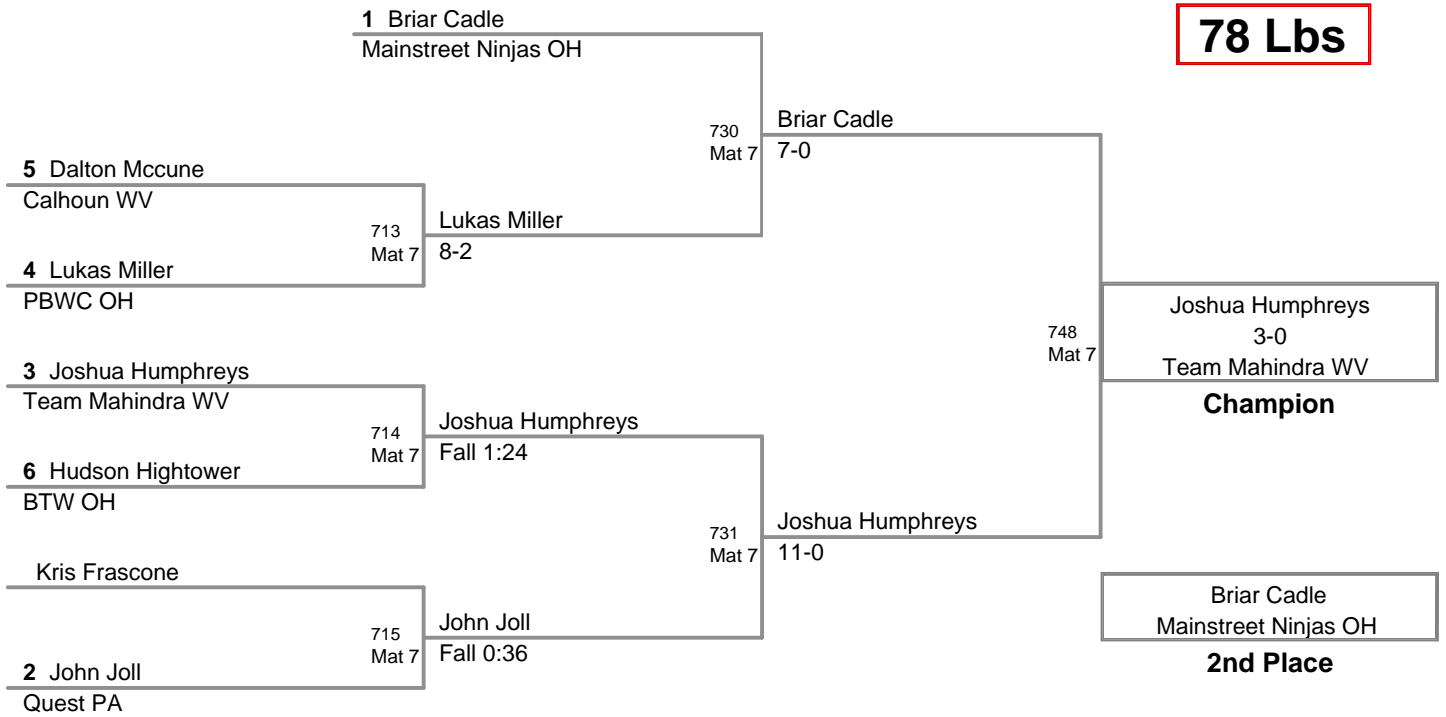 1 Briar Cadle
Mainstreet Ninjas OH
78 Lbs
730
Mat 7
Briar Cadle
7-0
5 Dalton Mccune
Calhoun WV
713
Mat 7
Lukas Miller
8-2
4 Lukas Miller
PBWC OH
3 Joshua Humphreys
Team Mahindra WV
714
Mat 7
Joshua Humphreys
Fall 1:24
6 Hudson Hightower
BTW OH
731
Mat 7
Joshua Humphreys
11-0
Kris Frascone
715
Mat 7
John Joll
Fall 0:36
2 John Joll
Quest PA
748
Mat 7
Joshua Humphreys
3-0
Team Mahindra WV
Champion
Briar Cadle
Mainstreet Ninjas OH
2nd Place